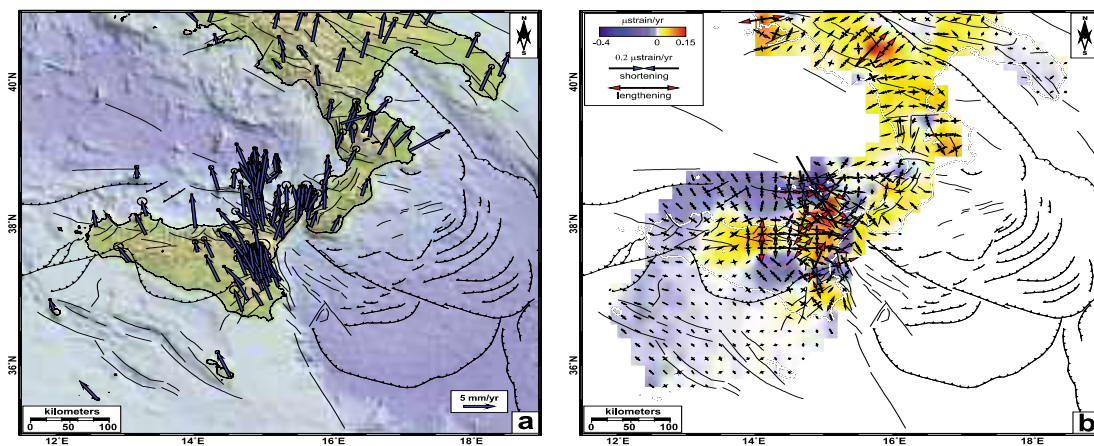 N
S
40°N
38°N
36°N
kilometers
0 50 100
5 mm/yr
a
12°E 14°E 16°E 18°E
µstrain/yr
-0.4 0 0.15
0.2 µstrain/yr
shortening
lengthening
N
S
40°N
38°N
36°N
kilometers
0 50 100
b
12°E 14°E 16°E 18°E